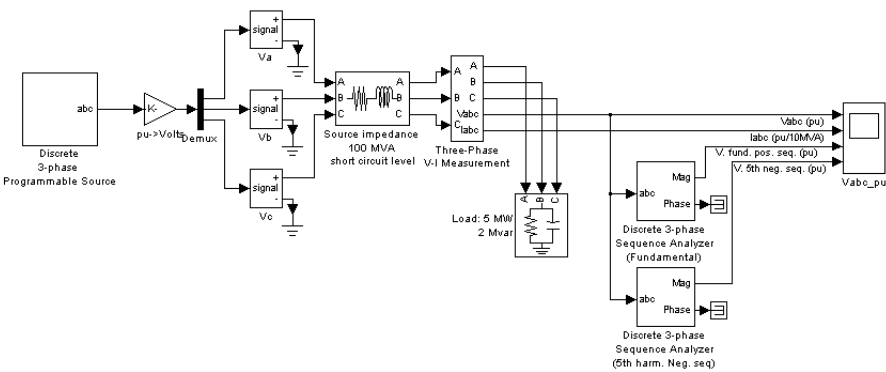 abc
Discrete
3-phase
Programmable Source
K-
pu->Volts
Demux
signal
+
-
Va
signal
+
-
Vb
signal
+
-
Vc
A
B
C
A
B
C
Source impedance
100 MVA
short circuit level
A
B
C
A
B
C
Vabc
Iabc
Three-Phase
V-I Measurement
A
B
C
Load: 5 MW
2 Mvar
Vabc (pu)
Iabc (pu/10MVA)
V. fund. pos. seq. (pu)
V. 5th neg. seq. (pu)
Vabc_pu
abc
Mag
Phase
Discrete 3-phase
Sequence Analyzer
(Fundamental)
abc
Mag
Phase
Discrete 3-phase
Sequence Analyzer
(5th harm. Neg. seq)